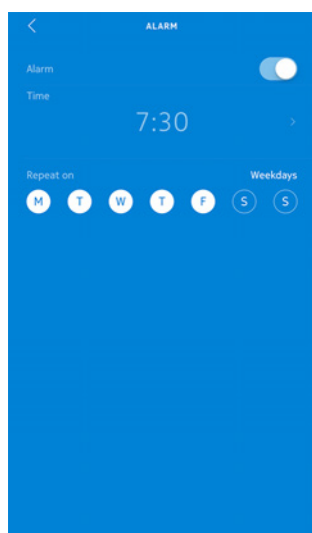 ALARM
Alarm
Time
7:30
Repeat on Weekdays
M T W T F S S